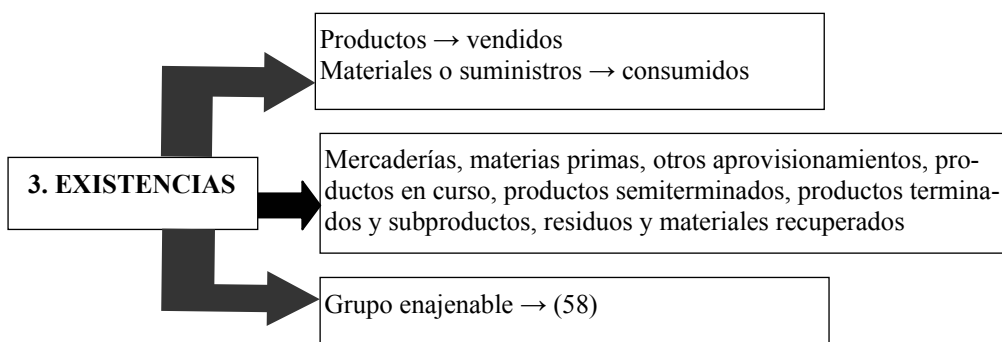 Productos → vendidos
Materiales o suministros → consumidos
3. EXISTENCIAS
Mercaderías, materias primas, otros aprovisionamientos, pro-
ductos en curso, productos semiterminados, productos termina-
dos y subproductos, residuos y materiales recuperados
Grupo enajenable → (58)